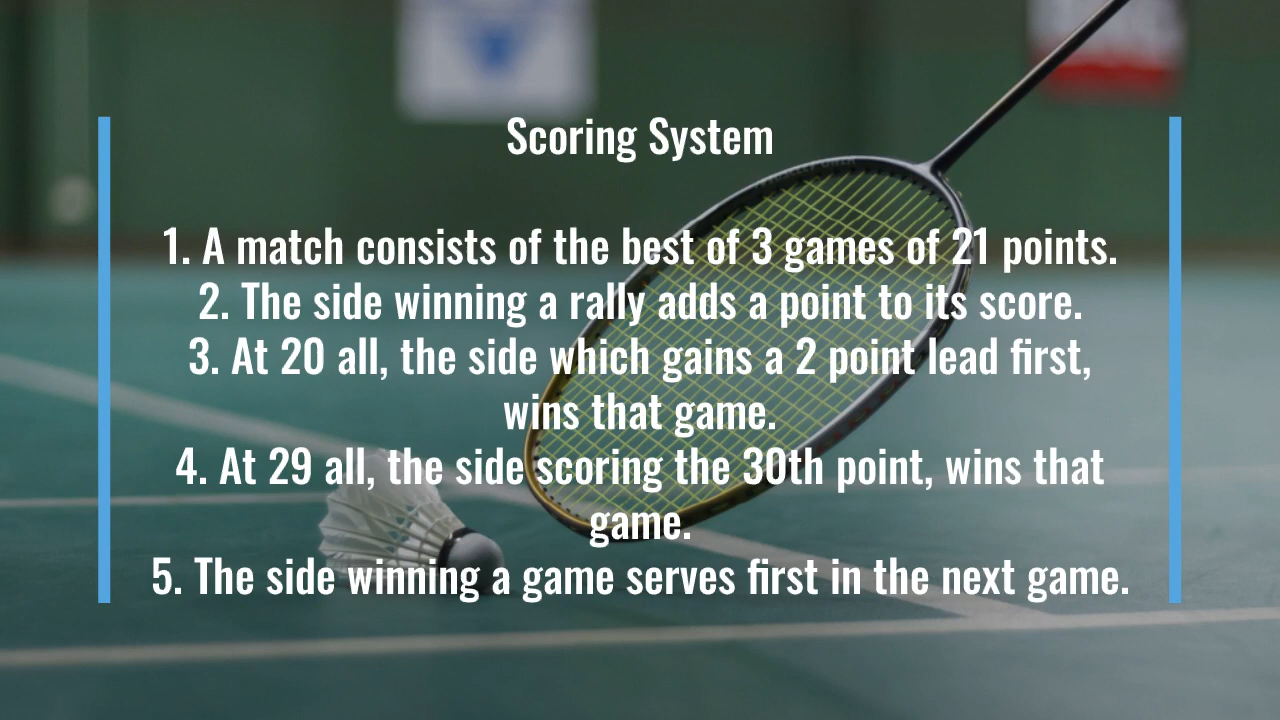 Scoring System
1. A match consists of the best of 3 games of 21 points.
2. The side winning a rally adds a point to its score.
3. At 20 all, the side which gains a 2 point lead first,
wins that game.
4. At 29 all, the side scoring the 30th point, wins that
game.
5. The side winning a game serves first in the next game.